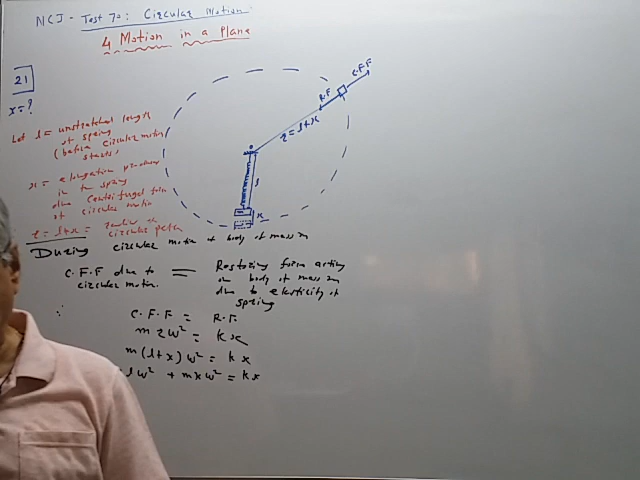 NCJ - Test 70: Circular Motion
4 Motion in a Plane
21
x = ?
Let l = unstretched length
of spring
(before circular motion
starts)
x = elongation produced
in the spring
due centrifugal force
of circular motion
r = l+x = radius of
circular path
C.F.F
R.F
r = l+x
l
x
During circular motion of body of mass m
C.F.F due to = Restoring force acting
circular motion. on body of mass m
due to elasticity of
spring
∴ C.F.F = R.F.
m r ω² = k x
m(l+x) ω² = k x
l ω² + m x ω² = k x